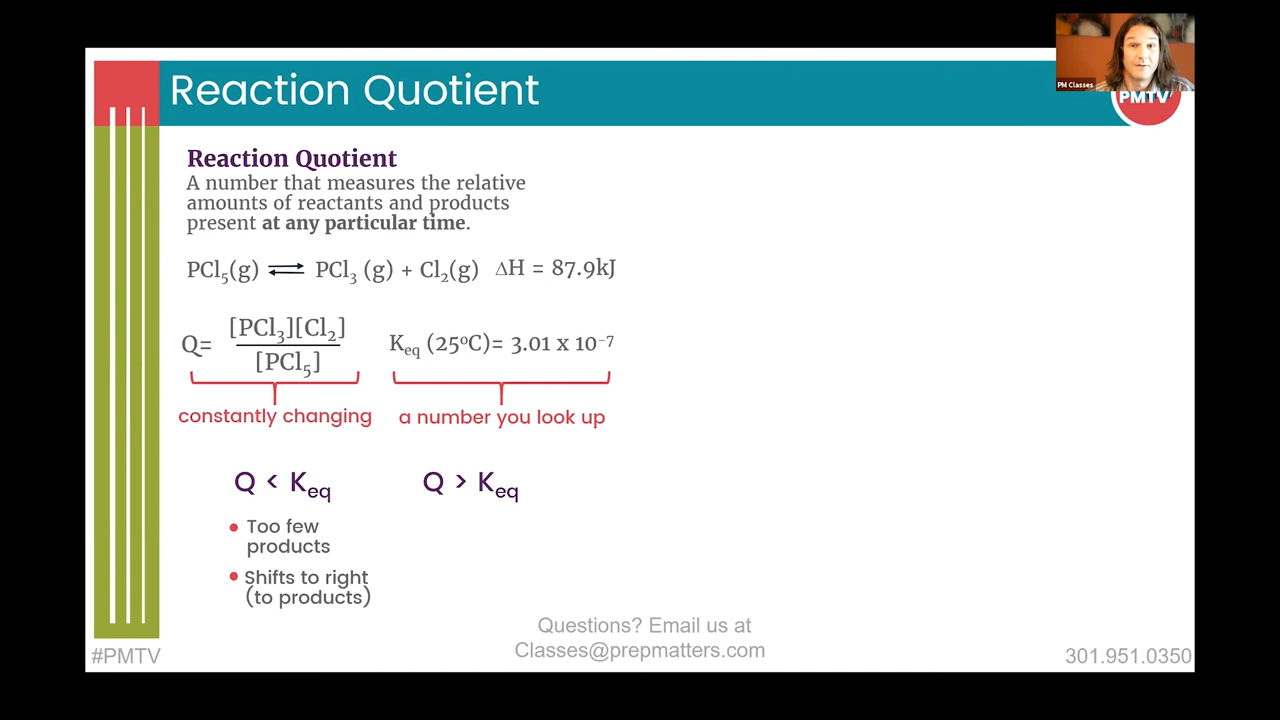 Reaction Quotient
PM Classes
PMTV
Reaction Quotient
A number that measures the relative
amounts of reactants and products
present at any particular time.
PCl₅(g) ⇌ PCl₃ (g) + Cl₂(g) ΔH = 87.9kJ
Q= [PCl₃][Cl₂]
[PCl₅]
Keq (25⁰C)= 3.01 x 10⁻⁷
constantly changing
a number you look up
Q < Keq
Q > Keq
• Too few
products
• Shifts to right
(to products)
Questions? Email us at
Classes@prepmatters.com
#PMTV
301.951.0350